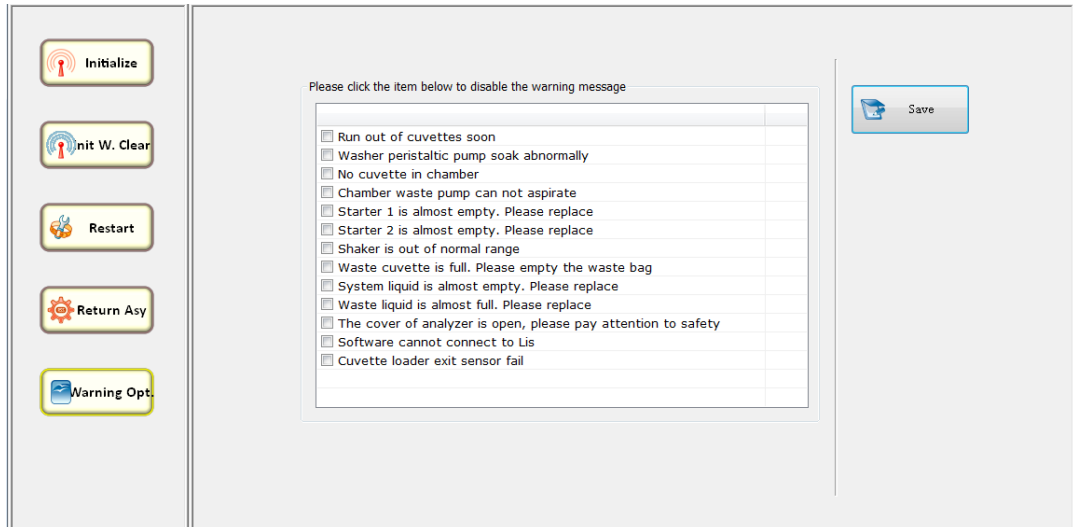 Initialize
nit W. Clear
Restart
Return Asy
Warning Opt.
Please click the item below to disable the warning message
Run out of cuvettes soon
Washer peristaltic pump soak abnormally
No cuvette in chamber
Chamber waste pump can not aspirate
Starter 1 is almost empty. Please replace
Starter 2 is almost empty. Please replace
Shaker is out of normal range
Waste cuvette is full. Please empty the waste bag
System liquid is almost empty. Please replace
Waste liquid is almost full. Please replace
The cover of analyzer is open, please pay attention to safety
Software cannot connect to Lis
Cuvette loader exit sensor fail
Save